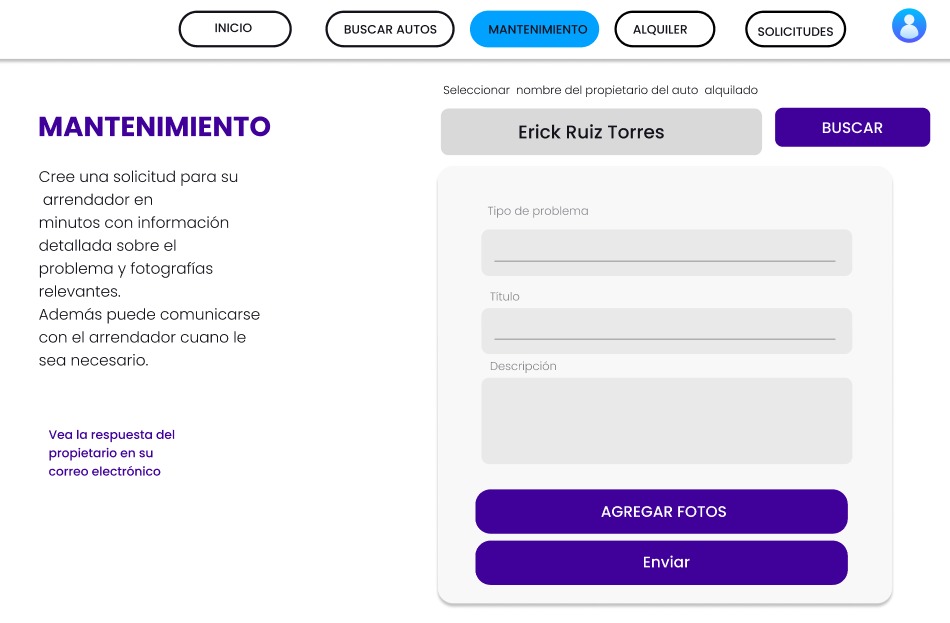 INICIO
BUSCAR AUTOS
MANTENIMIENTO
ALQUILER
SOLICITUDES
Seleccionar nombre del propietario del auto alquilado
Erick Ruiz Torres
BUSCAR
MANTENIMIENTO
Cree una solicitud para su
arrendador en
minutos con información
detallada sobre el
problema y fotografías
relevantes.
Además puede comunicarse
con el arrendador cuano le
sea necesario.
Vea la respuesta del
propietario en su
correo electrónico
Tipo de problema
Título
Descripción
AGREGAR FOTOS
Enviar